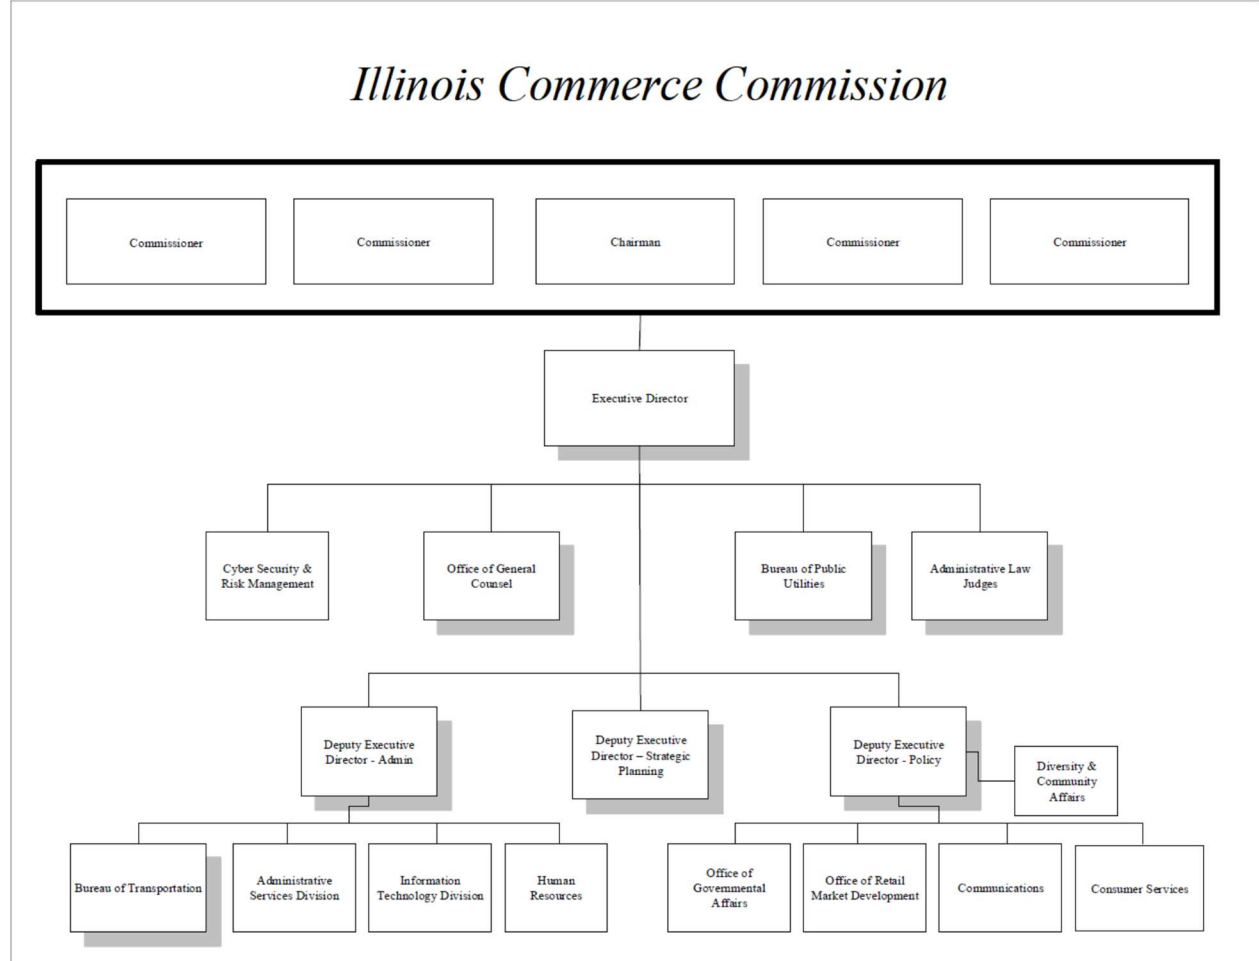 Illinois Commerce Commission
Commissioner
Commissioner
Chairman
Commissioner
Commissioner
Executive Director
Cyber Security &
Risk Management
Office of General
Counsel
Bureau of Public
Utilities
Administrative Law
Judges
Deputy Executive
Director - Admin
Deputy Executive
Director – Strategic
Planning
Deputy Executive
Director - Policy
Diversity &
Community
Affairs
Bureau of Transportation
Administrative
Services Division
Information
Technology Division
Human
Resources
Office of
Governmental
Affairs
Office of Retail
Market Development
Communications
Consumer Services